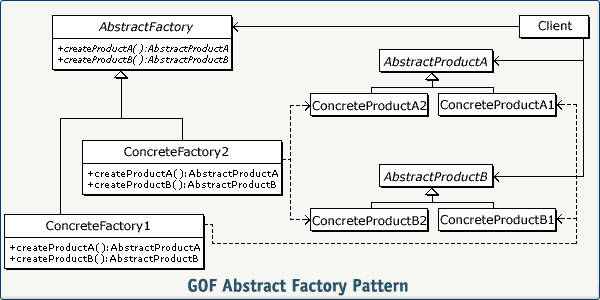 AbstractFactory
Client
+createProductA():AbstractProductA
+createProductB():AbstractProductB
AbstractProductA
ConcreteProductA2
ConcreteProductA1
ConcreteFactory2
+createProductA():AbstractProductA
+createProductB():AbstractProductB
AbstractProductB
ConcreteProductB2
ConcreteProductB1
ConcreteFactory1
+createProductA():AbstractProductA
+createProductB():AbstractProductB
GOF Abstract Factory Pattern